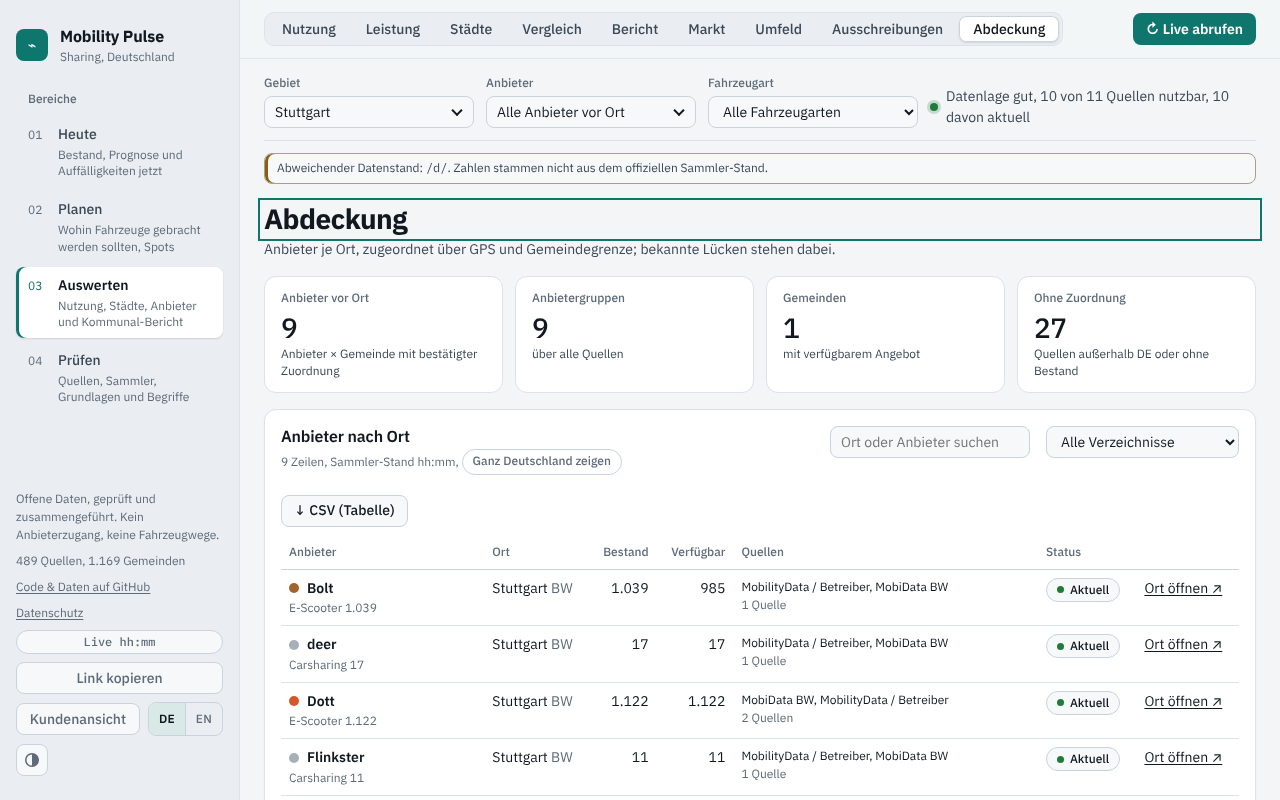 Mobility Pulse
Sharing, Deutschland
Bereiche
01 Heute
Bestand, Prognose und
Auffälligkeiten jetzt
02 Planen
Wohin Fahrzeuge gebracht
werden sollten, Spots
03 Auswerten
Nutzung, Städte, Anbieter
und Kommunal-Bericht
04 Prüfen
Quellen, Sammler,
Grundlagen und Begriffe
Offene Daten, geprüft und
zusammengeführt. Kein
Anbieterzugang, keine Fahrzeugwege.
489 Quellen, 1.169 Gemeinden
Code & Daten auf GitHub
Datenschutz
Live hh:mm
Link kopieren
Kundenansicht DE EN
Nutzung Leistung Städte Vergleich Bericht Markt Umfeld Ausschreibungen Abdeckung
↻ Live abrufen
Gebiet Anbieter Fahrzeugart
Stuttgart Alle Anbieter vor Ort Alle Fahrzeugarten
Datenlage gut, 10 von 11 Quellen nutzbar, 10
davon aktuell
Abweichender Datenstand: /d/. Zahlen stammen nicht aus dem offiziellen Sammler-Stand.
Abdeckung
Anbieter je Ort, zugeordnet über GPS und Gemeindegrenze; bekannte Lücken stehen dabei.
Anbieter vor Ort
9
Anbieter × Gemeinde mit bestätigter
Zuordnung
Anbietergruppen
9
über alle Quellen
Gemeinden
1
mit verfügbarem Angebot
Ohne Zuordnung
27
Quellen außerhalb DE oder ohne
Bestand
Anbieter nach Ort
9 Zeilen, Sammler-Stand hh:mm, Ganz Deutschland zeigen
Ort oder Anbieter suchen Alle Verzeichnisse
↓ CSV (Tabelle)
Anbieter Ort Bestand Verfügbar Quellen Status
Bolt Stuttgart BW 1.039 985 MobilityData / Betreiber, MobiData BW Aktuell Ort öffnen ↗
E-Scooter 1.039 1 Quelle
deer Stuttgart BW 17 17 MobilityData / Betreiber, MobiData BW Aktuell Ort öffnen ↗
Carsharing 17 1 Quelle
Dott Stuttgart BW 1.122 1.122 MobiData BW, MobilityData / Betreiber Aktuell Ort öffnen ↗
E-Scooter 1.122 2 Quellen
Flinkster Stuttgart BW 11 11 MobilityData / Betreiber, MobiData BW Aktuell Ort öffnen ↗
Carsharing 11 1 Quelle